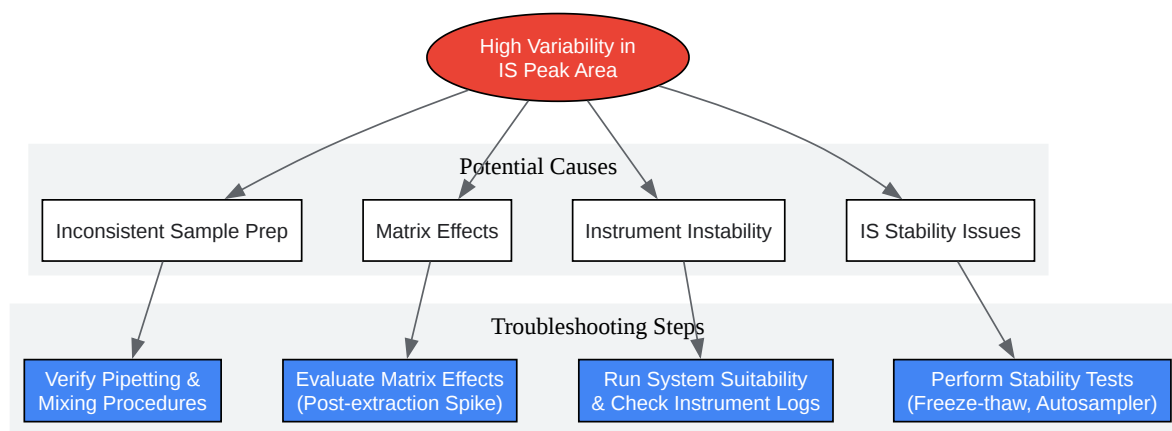 High Variability in
IS Peak Area
Potential Causes
Inconsistent Sample Prep
Matrix Effects
Instrument Instability
IS Stability Issues
Troubleshooting Steps
Verify Pipetting &
Mixing Procedures
Evaluate Matrix Effects
(Post-extraction Spike)
Run System Suitability
& Check Instrument Logs
Perform Stability Tests
(Freeze-thaw, Autosampler)